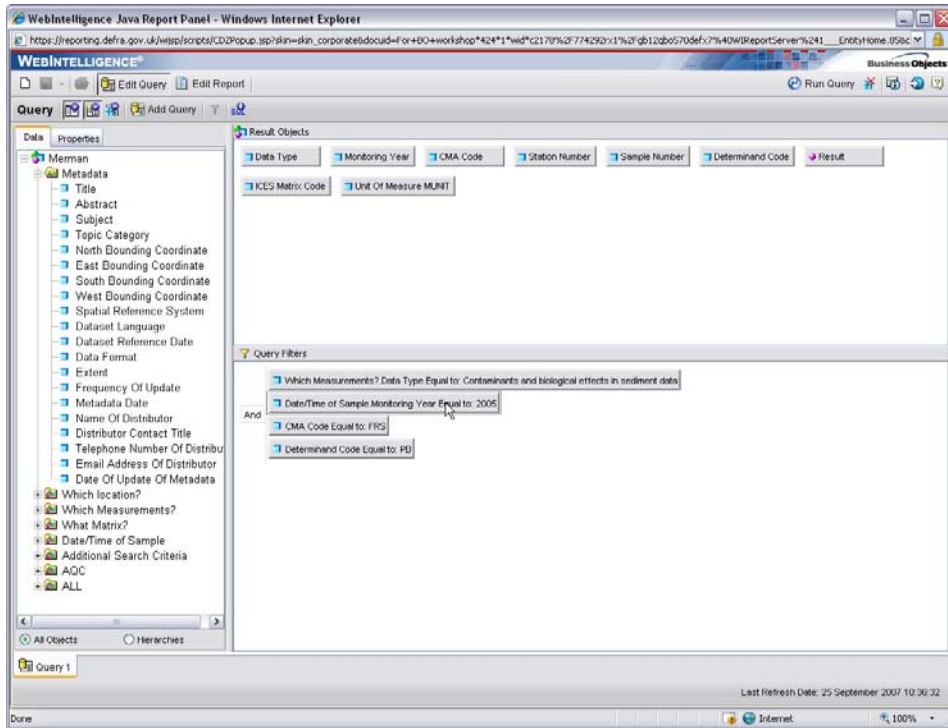 WebIntelligence Java Report Panel - Windows Internet Explorer
WEBINTELLIGENCE®
Business Objects
Edit Query
Edit Report
Run Query
Query
Add Query
Data
Properties
Merman
Metadata
Title
Abstract
Subject
Topic Category
North Bounding Coordinate
East Bounding Coordinate
South Bounding Coordinate
West Bounding Coordinate
Spatial Reference System
Dataset Language
Dataset Reference Date
Data Format
Extent
Frequency Of Update
Metadata Date
Name Of Distributor
Distributor Contact Title
Telephone Number Of Distribu
Email Address Of Distributor
Date Of Update Of Metadata
Which location?
Which Measurements?
What Matrix?
Date/Time of Sample
Additional Search Criteria
AQC
ALL
All Objects
Hierarchies
Result Objects
Data Type
Monitoring Year
CMA Code
Station Number
Sample Number
Determinand Code
Result
ICES Matrix Code
Unit Of Measure MUNIT
Query Filters
Which Measurements? Data Type Equal to: Contaminants and biological effects in sediment data
Date/Time of Sample Monitoring Year Equal to: 2005
And
CMA Code Equal to: FRS
Determinand Code Equal to: PB
Query 1
Last Refresh Date: 25 September 2007 10:36:32
Done
Internet
100%